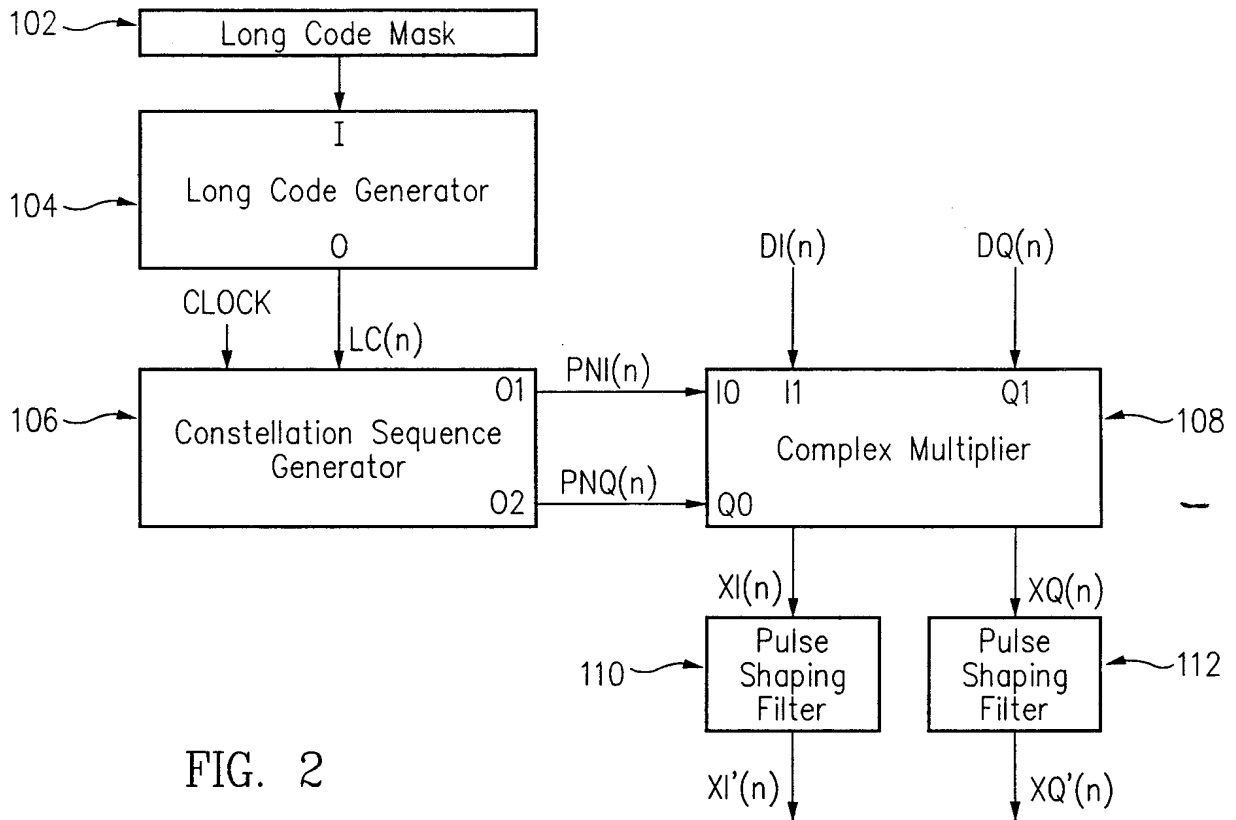 102
Long Code Mask
I
104
Long Code Generator
O
DI(n)
DQ(n)
CLOCK
LC(n)
O1
PNI(n)
I0
I1
Q1
106
Constellation Sequence
Generator
Complex Multiplier
108
O2
PNQ(n)
Q0
XI(n)
XQ(n)
110
Pulse
Shaping
Filter
Pulse
Shaping
Filter
112
FIG. 2
XI'(n)
XQ'(n)